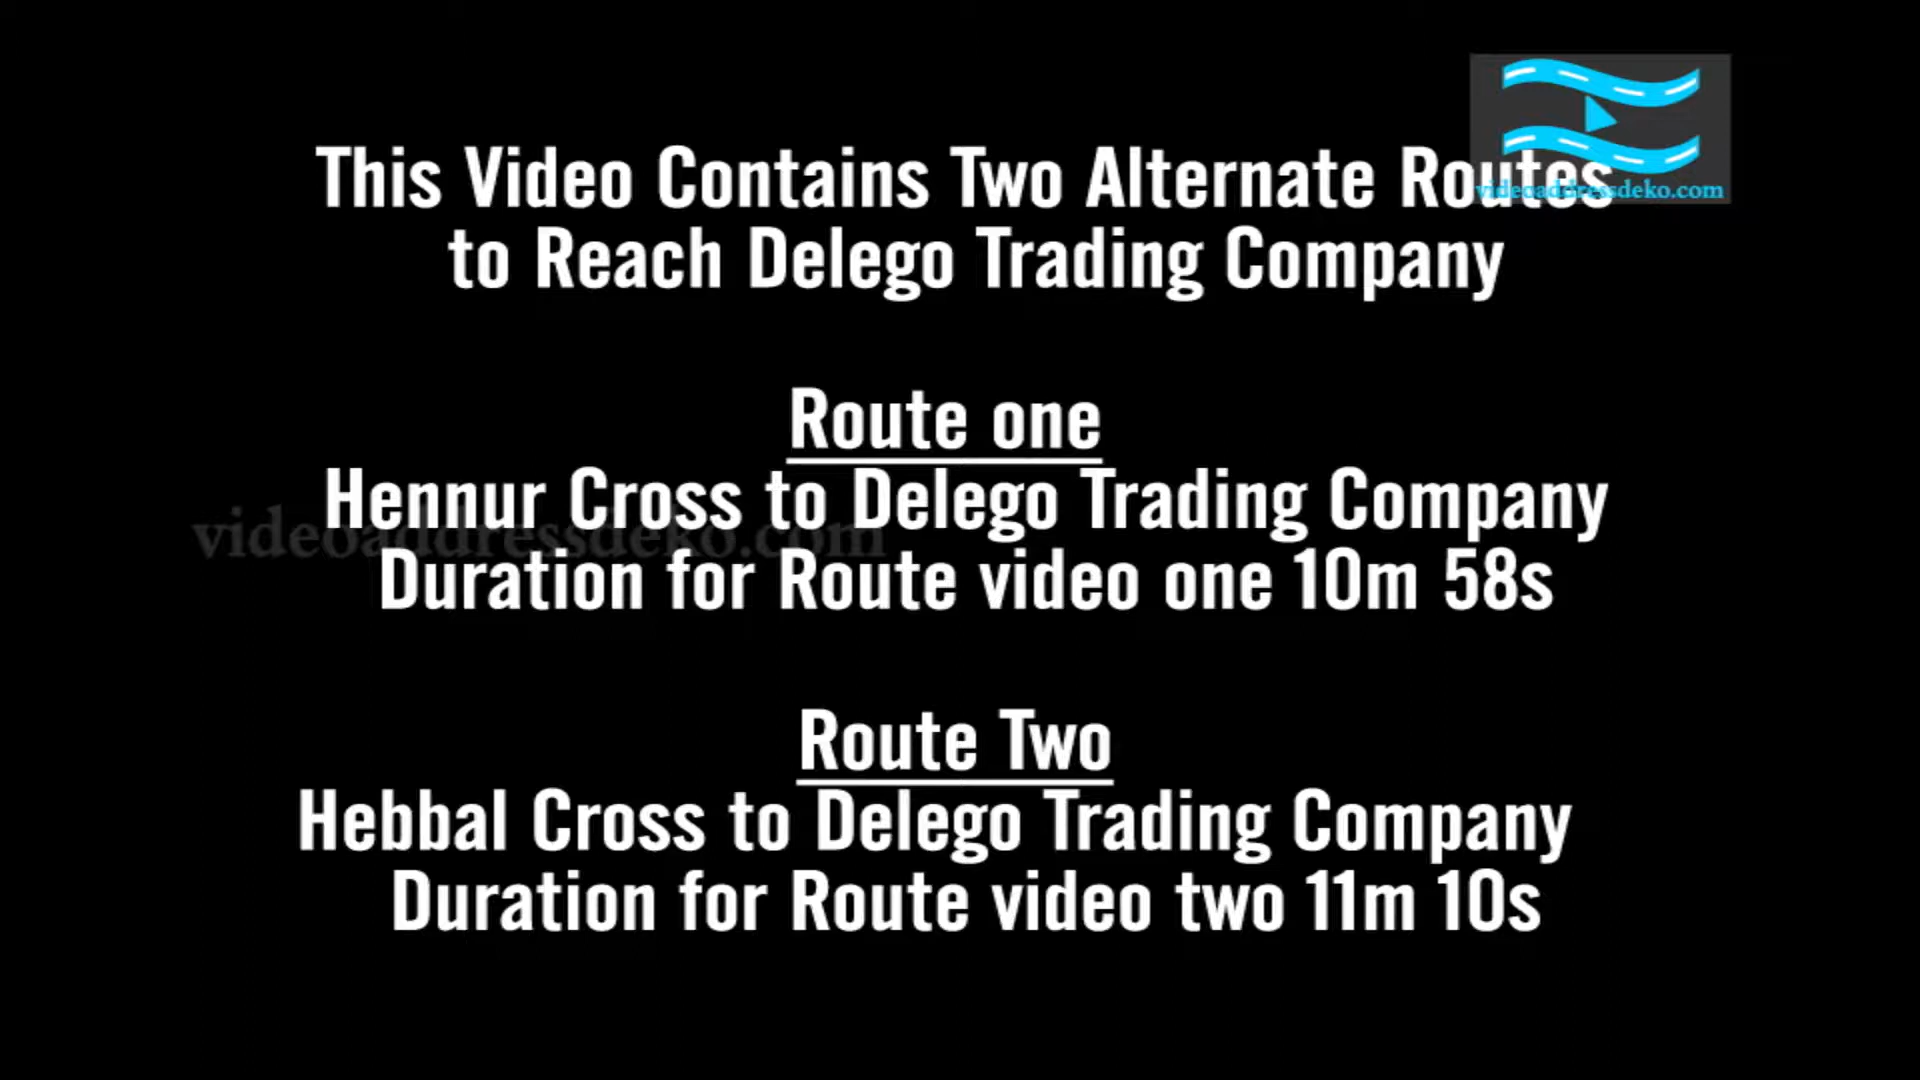 This Video Contains Two Alternate Routes
to Reach Delego Trading Company
videoaddressdeko.com
Route one
Hennur Cross to Delego Trading Company
videoaddressdeko.com
Duration for Route video one 10m 58s
Route Two
Hebbal Cross to Delego Trading Company
Duration for Route video two 11m 10s